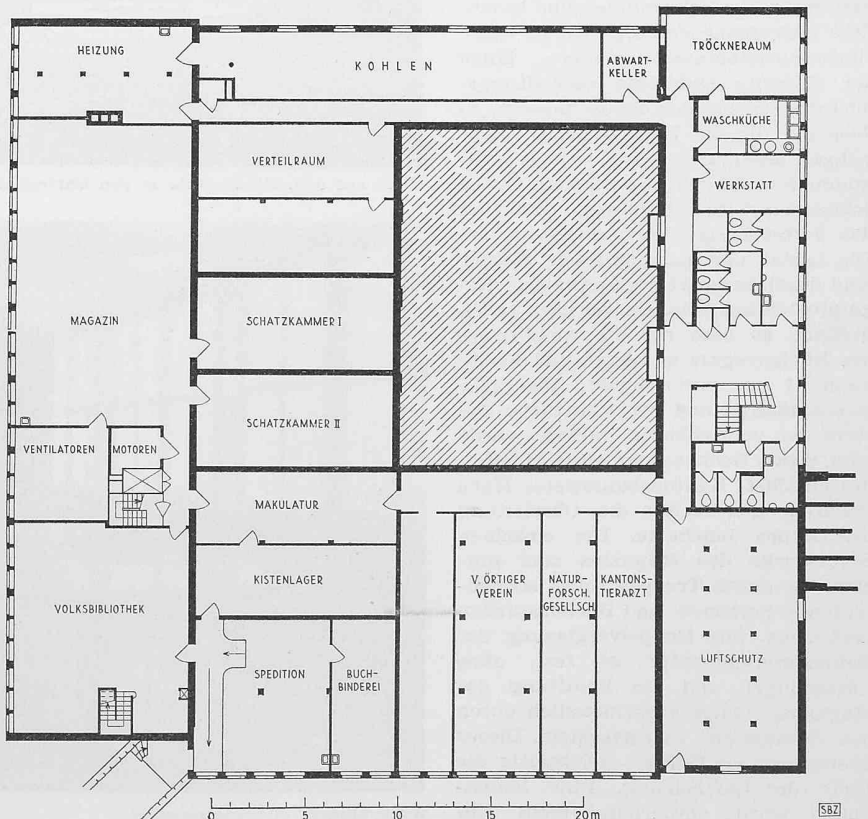 HEIZUNG
KOHLEN
ABWART-
KELLER
TRÖCKNERAUM
WASCHKÜCHE
WERKSTATT
VERTEILRAUM
MAGAZIN
SCHATZKAMMER I
SCHATZKAMMER II
VENTILATOREN
MOTOREN
MAKULATUR
KISTENLAGER
VOLKSBIBLIOTHEK
SPEDITION
BUCH-
BINDEREI
V. ÖRTIGER
VEREIN
NATUR-
FORSCH.
GESELLSCH.
KANTONS-
TIERARZT
LUFTSCHUTZ
0 5 10 15 20 m
SBZ